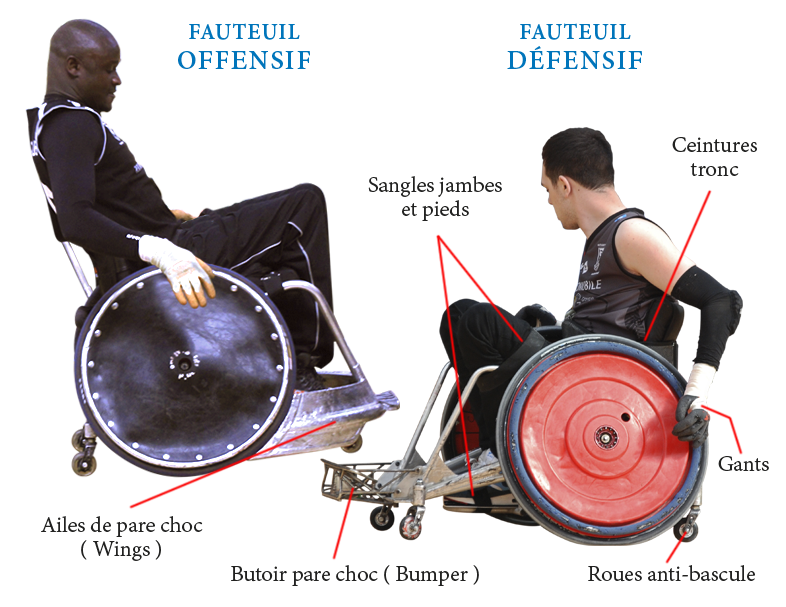 FAUTEUIL
OFFENSIF
FAUTEUIL
DÉFENSIF
Ceintures
tronc
Sangles jambes
et pieds
Gants
Ailes de pare choc
( Wings )
Butoir pare choc ( Bumper )
Roues anti-bascule